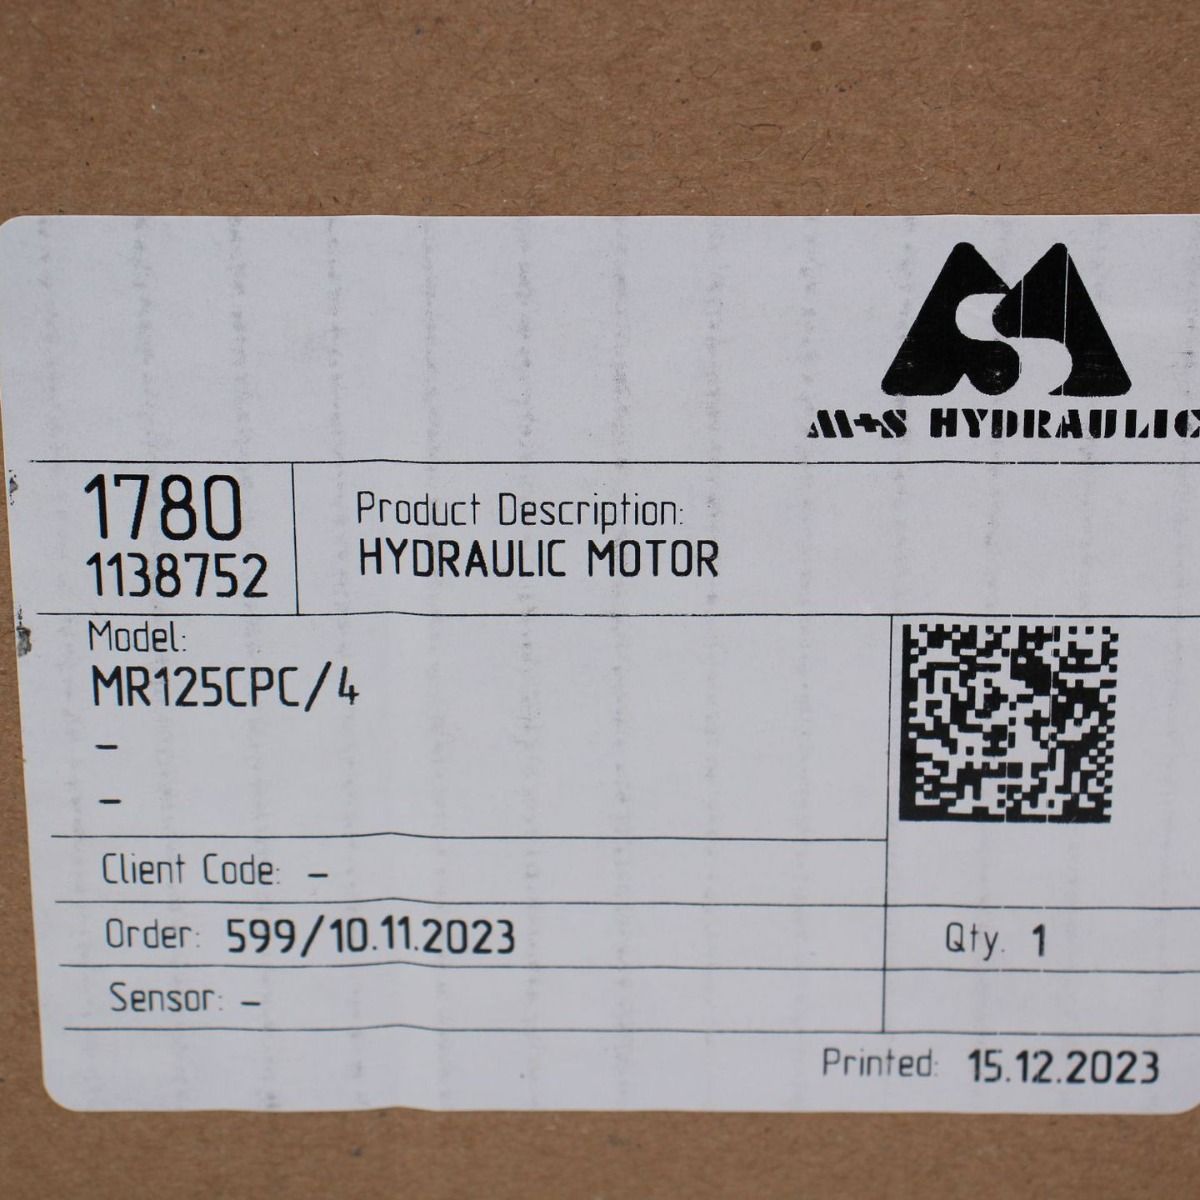 M+S HYDRAULIC
1780
1138752
Product Description:
HYDRAULIC MOTOR
Model:
MR125CPC/4
-
-
Client Code: -
Order: 599/10.11.2023
Qty. 1
Sensor: -
Printed: 15.12.2023